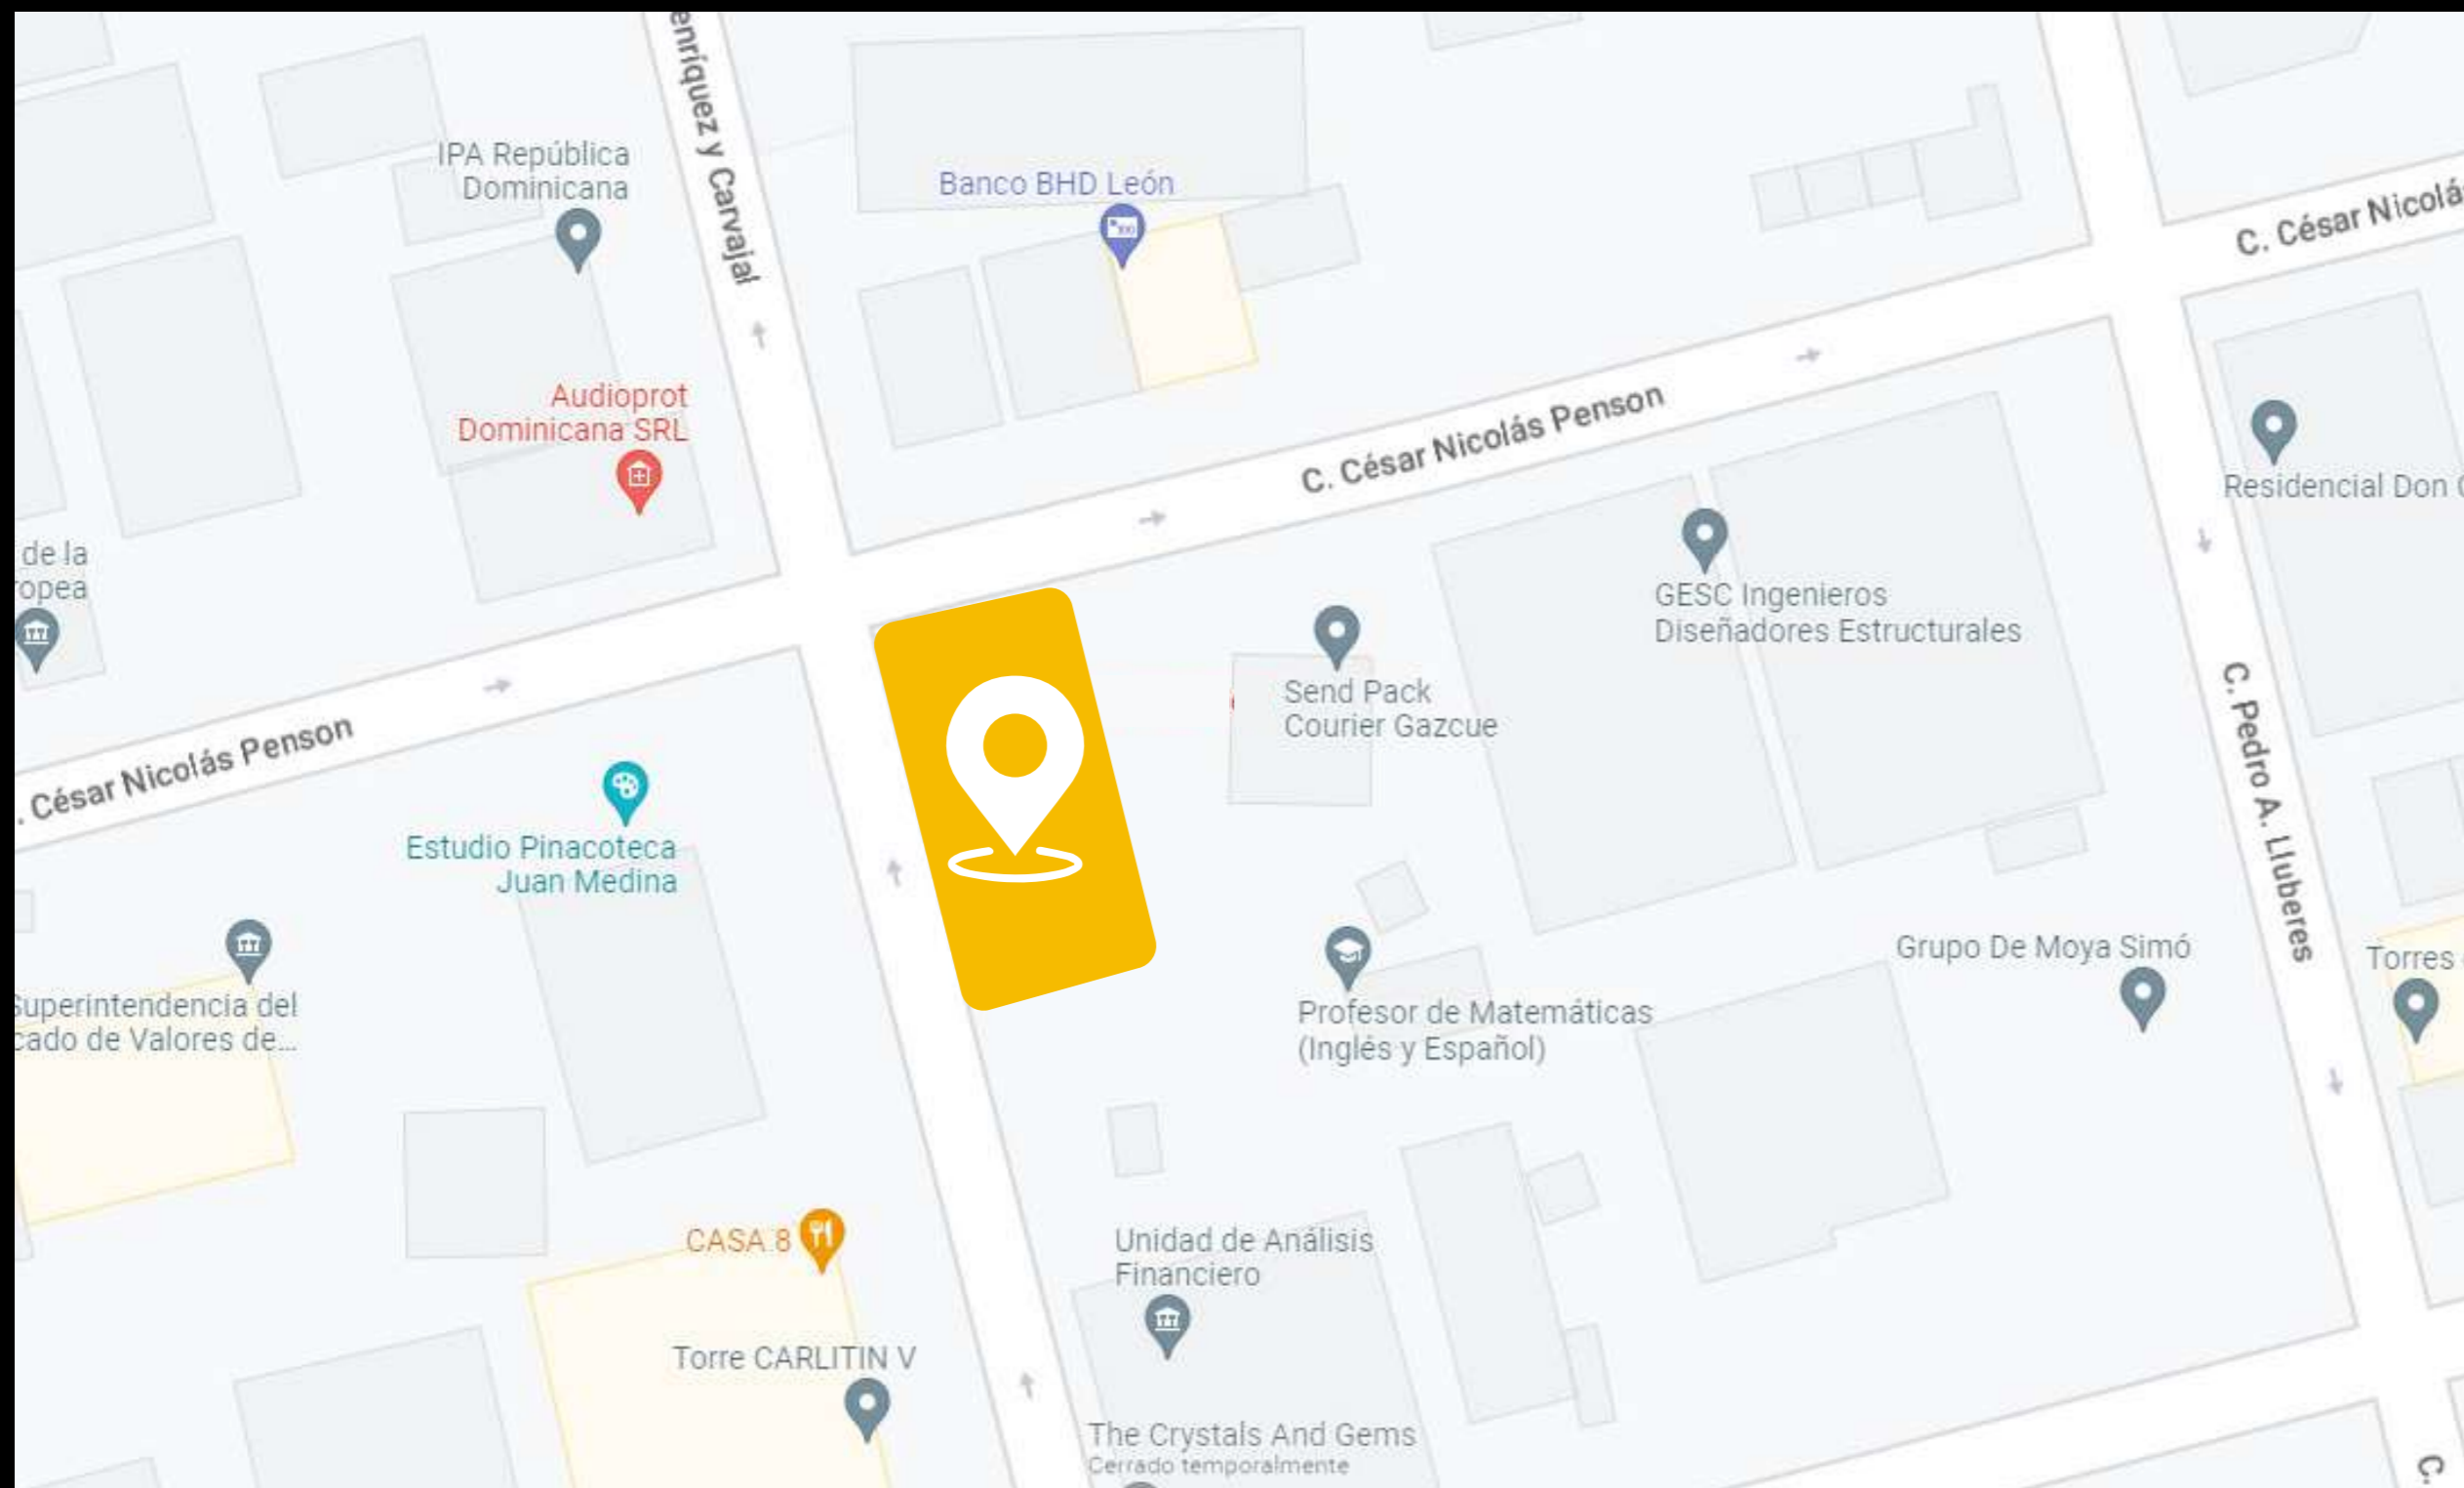 enríquez y Carvajal
IPA República
Dominicana
Banco BHD León
C. César Nicolá
Audioprot
Dominicana SRL
C. César Nicolás Penson
Residencial Don
de la
ropea
GESC Ingenieros
Diseñadores Estructurales
Send Pack
Courier Gazcue
C. Pedro A. Lluberes
. César Nicolás Penson
Estudio Pinacoteca
Juan Medina
Superintendencia del
cado de Valores de...
Grupo De Moya Simó
Torres
Profesor de Matemáticas
(Inglés y Español)
CASA 8
Unidad de Análisis
Financiero
Torre CARLITIN V
The Crystals And Gems
Cerrado temporalmente
C.